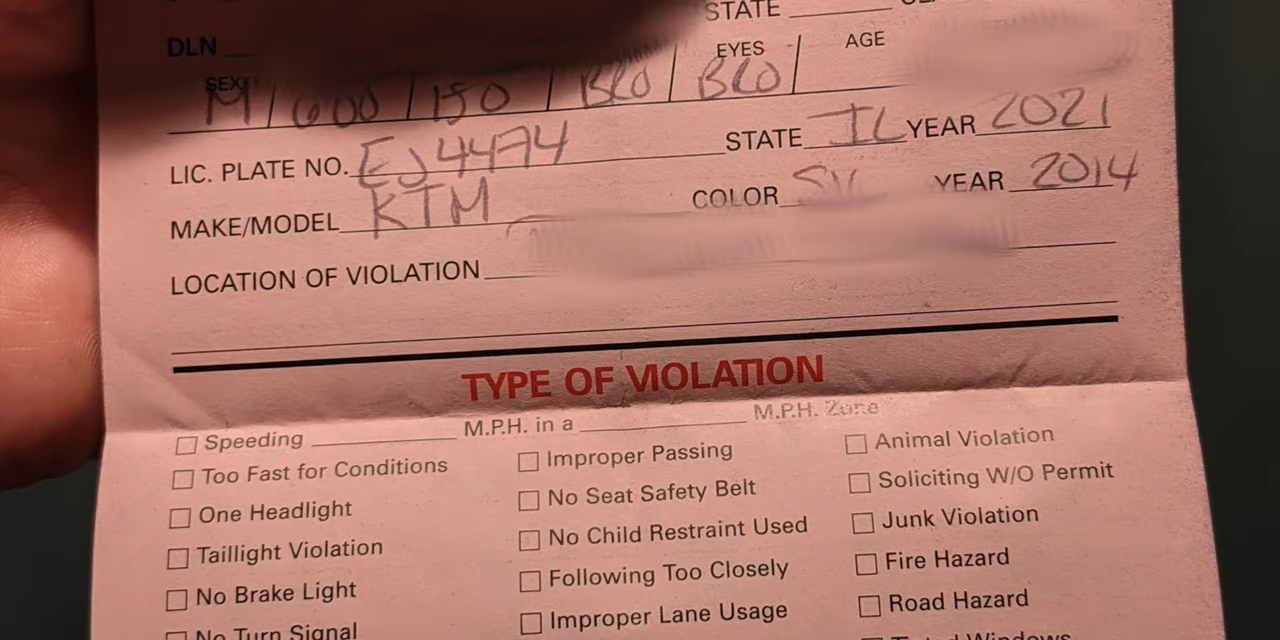 STATE
DLN
SEX EYES AGE
M 600 150 BRO BRO
LIC. PLATE NO. EJ4474 STATE IL YEAR 2021
MAKE/MODEL KTM COLOR YEAR 2014
LOCATION OF VIOLATION
TYPE OF VIOLATION
Speeding M.P.H. in a M.P.H. Zone
Too Fast for Conditions Improper Passing Animal Violation
One Headlight No Seat Safety Belt Soliciting W/O Permit
Taillight Violation No Child Restraint Used Junk Violation
No Brake Light Following Too Closely Fire Hazard
No Turn Signal Improper Lane Usage Road Hazard
Windows